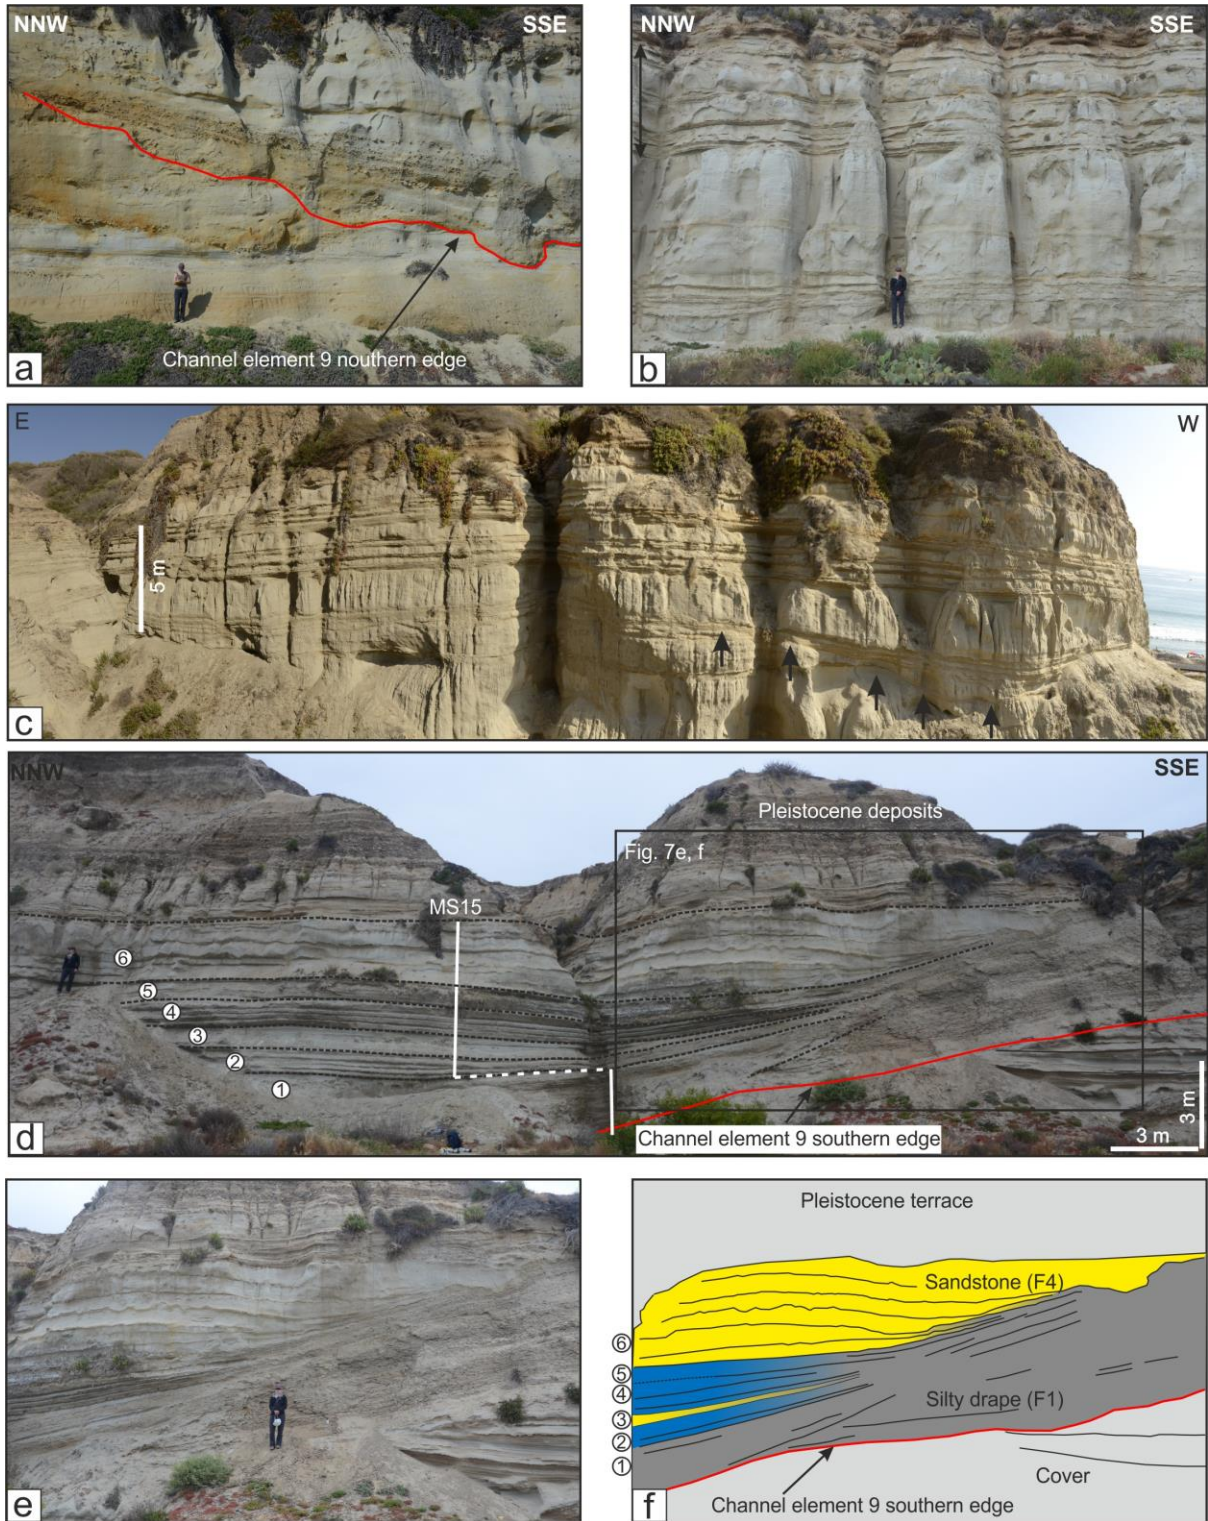 NNW
SSE
Channel element 9 nouthern edge
a
NNW
SSE
b
E
W
5 m
c
NNW
SSE
Pleistocene deposits
Fig. 7e, f
MS15
6
5
4
3
2
1
Channel element 9 southern edge
3 m
3 m
d
e
Pleistocene terrace
Sandstone (F4)
6
5
4
3
2
1
Silty drape (F1)
Cover
Channel element 9 southern edge
f